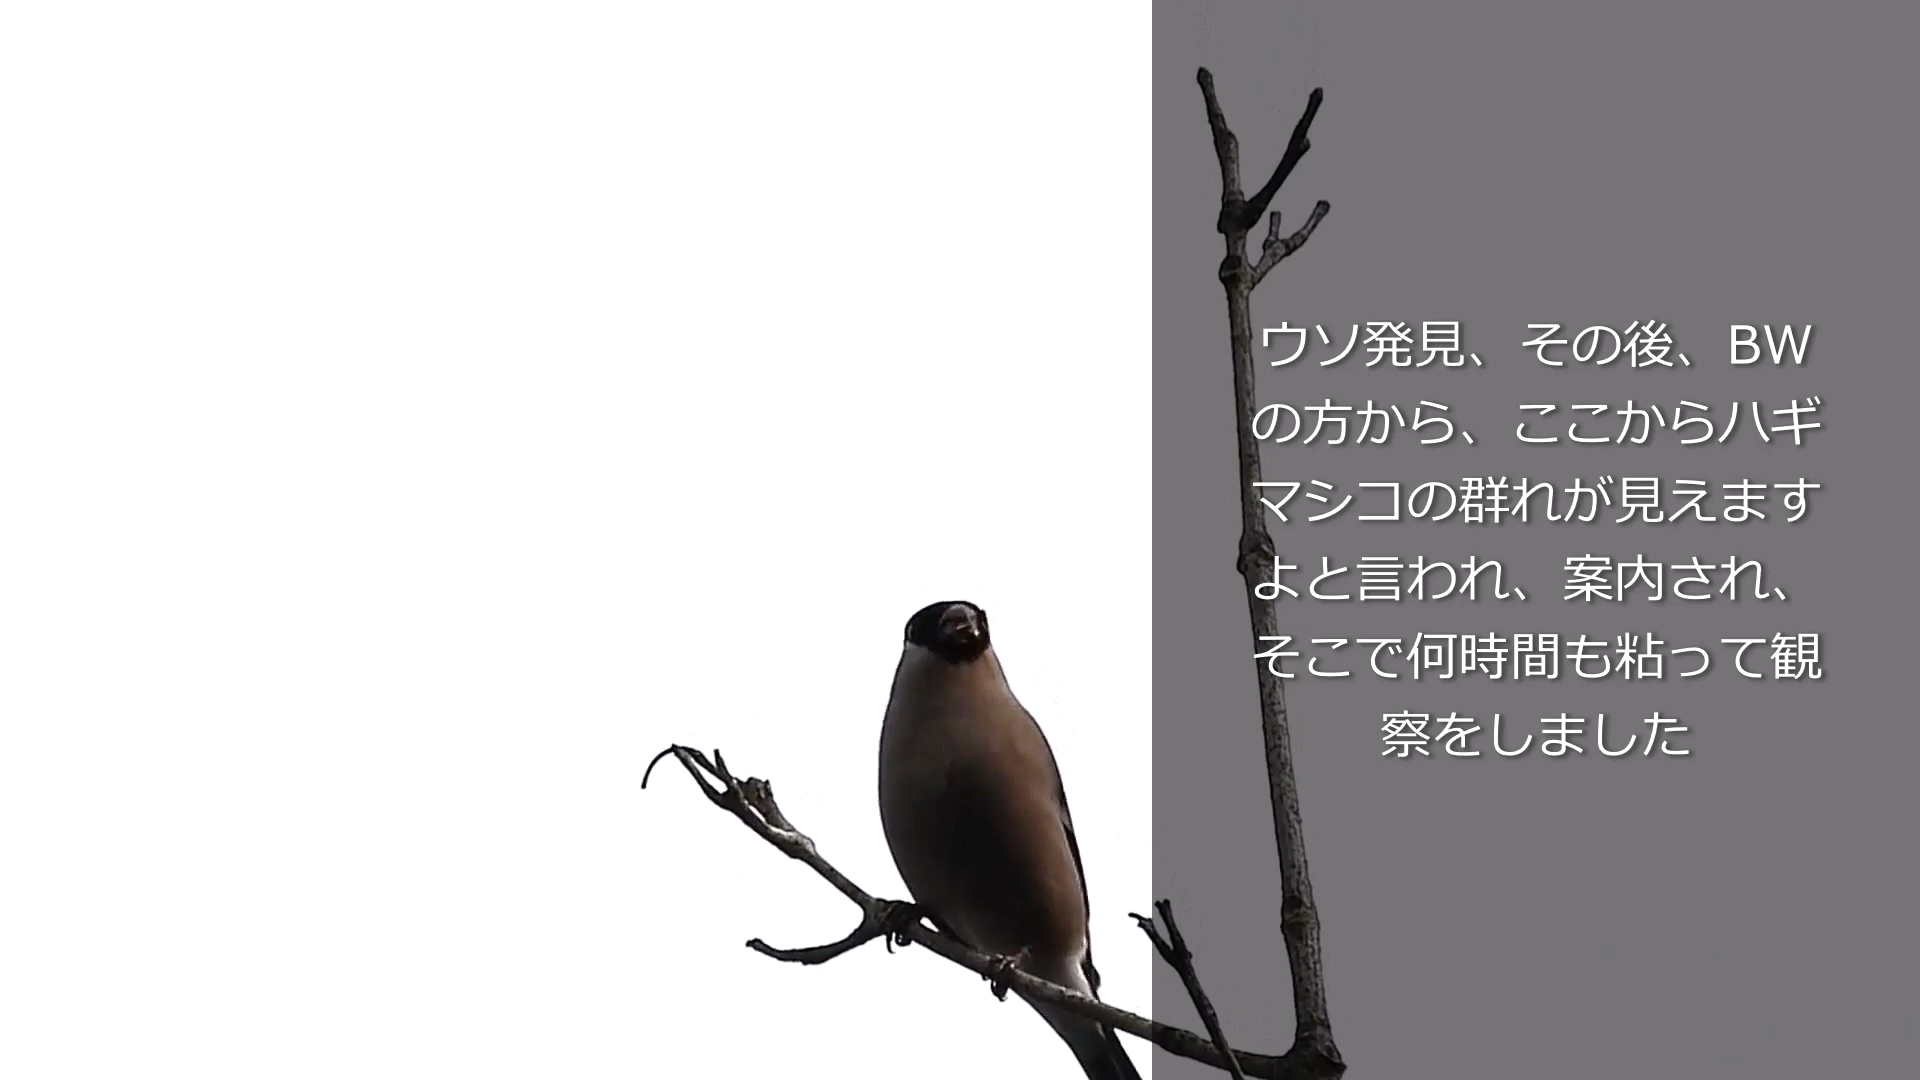 ウソ発見、その後、BW
の方から、ここからハギ
マシコの群れが見えます
よと言われ、案内され、
そこで何時間も粘って観
察をしました